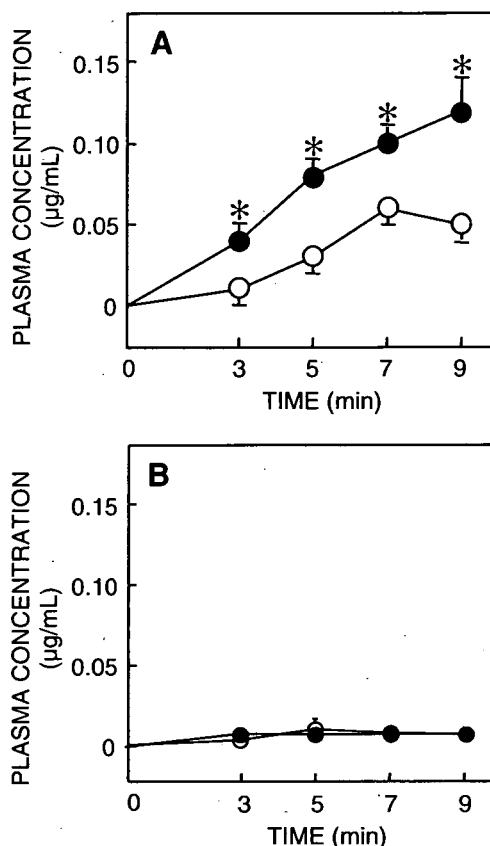 A
PLASMA CONCENTRATION
(µg/mL)
0.15
0.10
0.05
0
* * * *
0 3 5 7 9
TIME (min)
B
PLASMA CONCENTRATION
(µg/mL)
0.15
0.10
0.05
0
0 3 5 7 9
TIME (min)